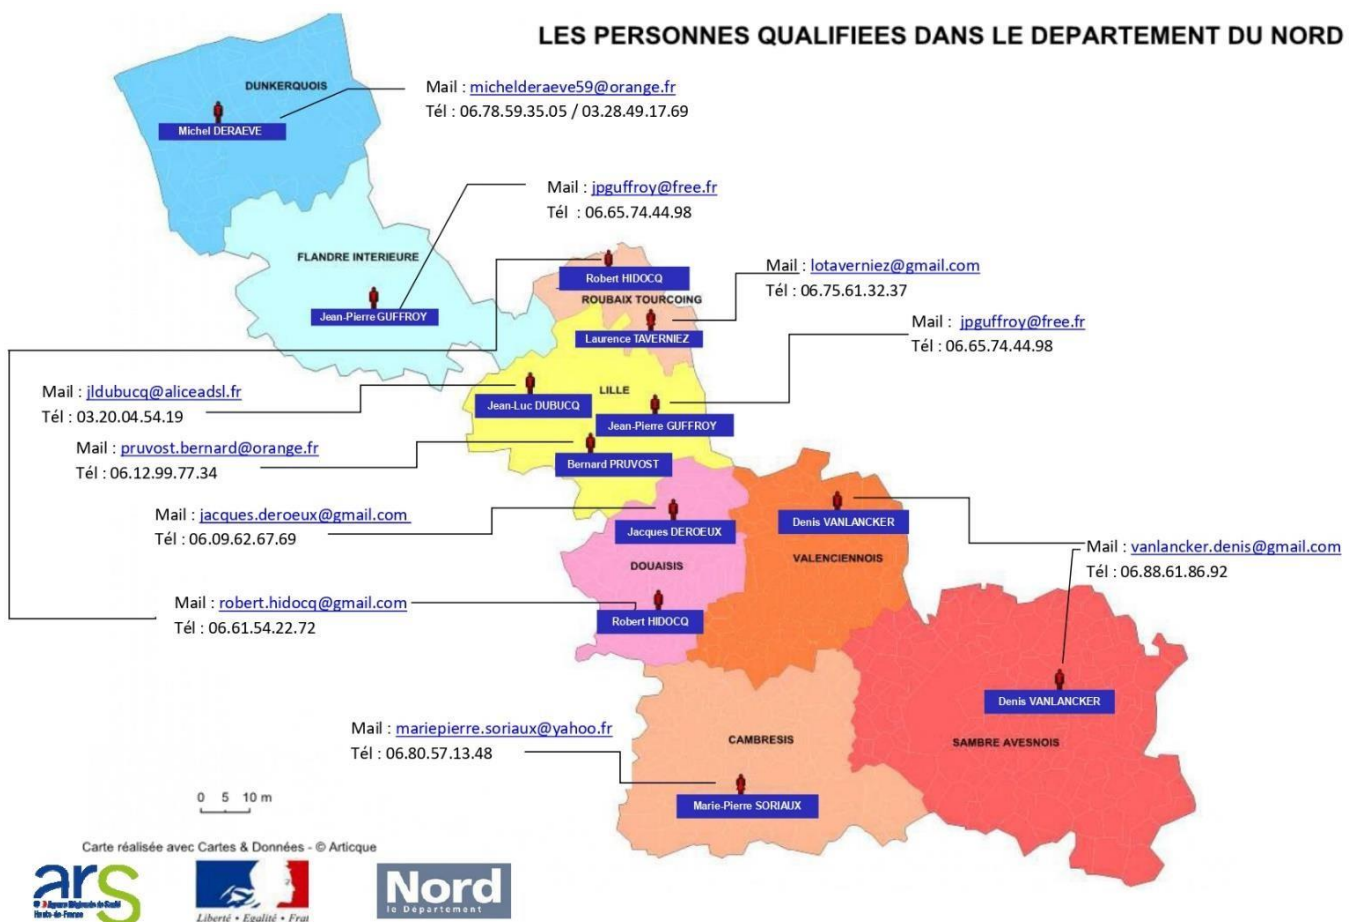 LES PERSONNES QUALIFIEES DANS LE DEPARTEMENT DU NORD
DUNKERQUOIS
Mail : michelderaeve59@orange.fr
Tél : 06.78.59.35.05 / 03.28.49.17.69
Michel DERAEVE
Mail : jpguffroy@free.fr
Tél : 06.65.74.44.98
FLANDRE INTERIEURE
Jean-Pierre GUFFROY
Robert HIDOCQ
ROUBAIX TOURCOING
Mail : lotaverniez@gmail.com
Tél : 06.75.61.32.37
Laurence TAVERNIEZ
Mail : jpguffroy@free.fr
Tél : 06.65.74.44.98
Mail : jldubucq@aliceadsl.fr
Tél : 03.20.04.54.19
LILLE
Jean-Luc DUBUCQ
Jean-Pierre GUFFROY
Mail : pruvost.bernard@orange.fr
Tél : 06.12.99.77.34
Bernard PRUVOST
Mail : jacques.deroeux@gmail.com
Tél : 06.09.62.67.69
Jacques DEROEUX
DOUAISIS
Denis VANLANCKER
VALENCIENNOIS
Mail : vanlancker.denis@gmail.com
Tél : 06.88.61.86.92
Mail : robert.hidocq@gmail.com
Tél : 06.61.54.22.72
Robert HIDOCQ
Denis VANLANCKER
SAMBRE AVESNOIS
Mail : mariepierre.soriaux@yahoo.fr
Tél : 06.80.57.13.48
CAMBRESIS
Marie-Pierre SORIAUX
0 5 10 m
Carte réalisée avec Cartes & Données - © Articque
ars
Agence Régionale de Santé
Hauts-de-France
Liberté • Egalité • Frat
Nord
le Département